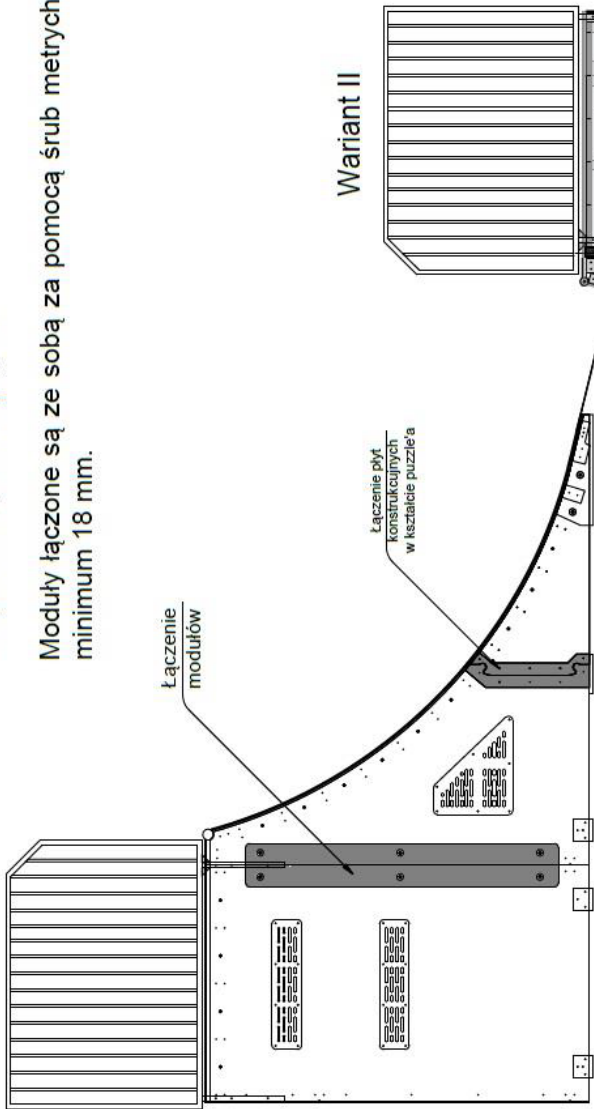 Moduły łączone są ze sobą za pomocą śrub metrych
minimum 18 mm.
Łączenie
modułów
Łączenie płyt
konstrukcujnych
w kształcie puzzle'a
Wariant II